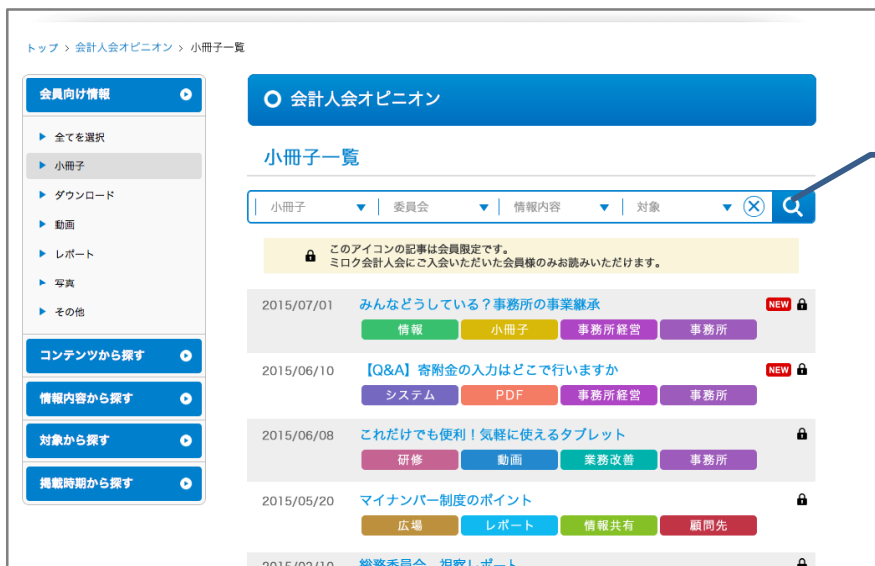 トップ > 会計人会オピニオン > 小冊子一覧
会員向け情報
全てを選択
小冊子
ダウンロード
動画
レポート
写真
その他
コンテンツから探す
情報内容から探す
対象から探す
掲載時期から探す
会計人会オピニオン
小冊子一覧
小冊子 委員会 情報内容 対象
このアイコンの記事は会員限定です。
ミロク会計人会にご入会いただいた会員様のみお読みいただけます。
2015/07/01 みんなどうしている？事務所の事業継承 NEW
情報 小冊子 事務所経営 事務所
2015/06/10 【Q&A】寄附金の入力はどこで行いますか NEW
システム PDF 事務所経営 事務所
2015/06/08 これだけでも便利！気軽に使えるタブレット
研修 動画 業務改善 事務所
2015/05/20 マイナンバー制度のポイント
広場 レポート 情報共有 顧問先
総務委員会 視察レポート